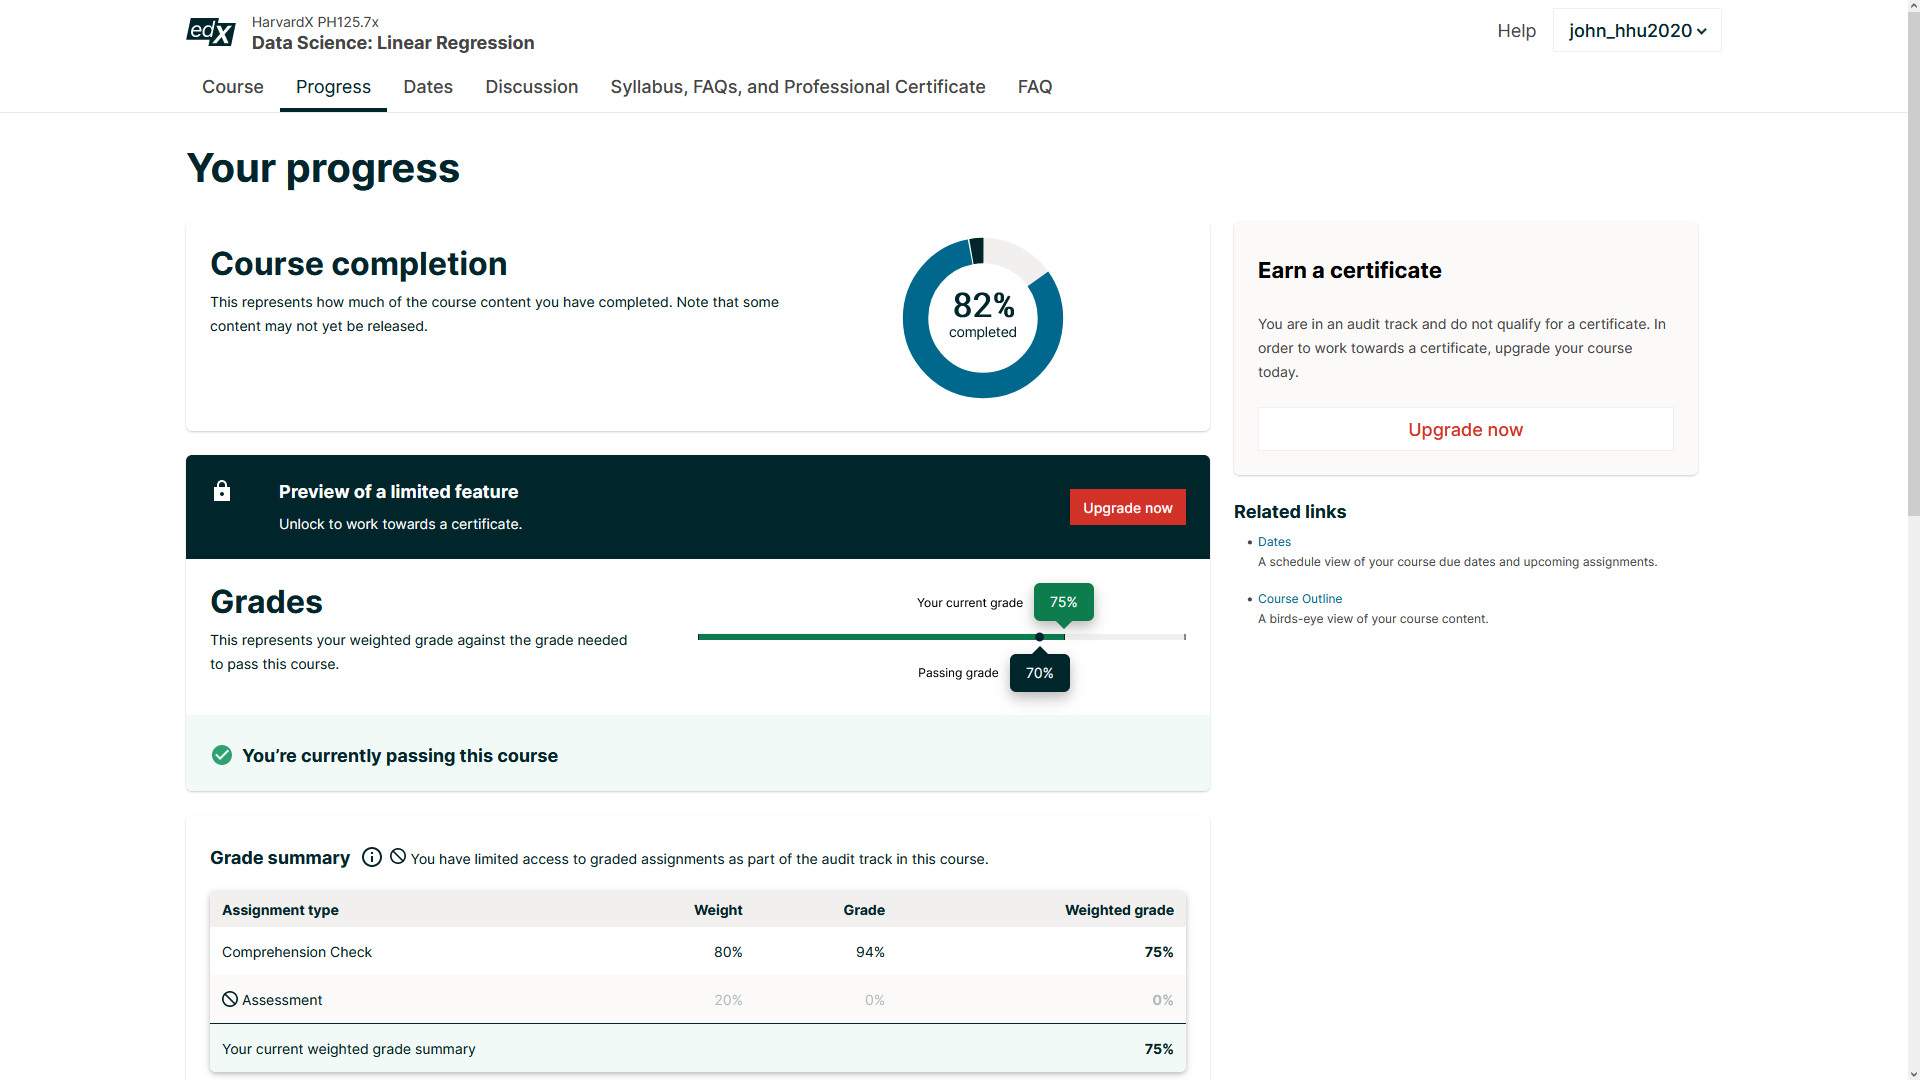 edX
HarvardX PH125.7x
Data Science: Linear Regression
Help
john_hhu2020
Course
Progress
Dates
Discussion
Syllabus, FAQs, and Professional Certificate
FAQ
Your progress
Course completion
This represents how much of the course content you have completed. Note that some
content may not yet be released.
82%
completed
Earn a certificate
You are in an audit track and do not qualify for a certificate. In
order to work towards a certificate, upgrade your course
today.
Upgrade now
Preview of a limited feature
Unlock to work towards a certificate.
Upgrade now
Related links
Dates
A schedule view of your course due dates and upcoming assignments.
Course Outline
A birds-eye view of your course content.
Grades
This represents your weighted grade against the grade needed
to pass this course.
Your current grade
75%
Passing grade
70%
You’re currently passing this course
Grade summary
You have limited access to graded assignments as part of the audit track in this course.
Assignment type Weight Grade Weighted grade
Comprehension Check 80% 94% 75%
Assessment 20% 0% 0%
Your current weighted grade summary 75%